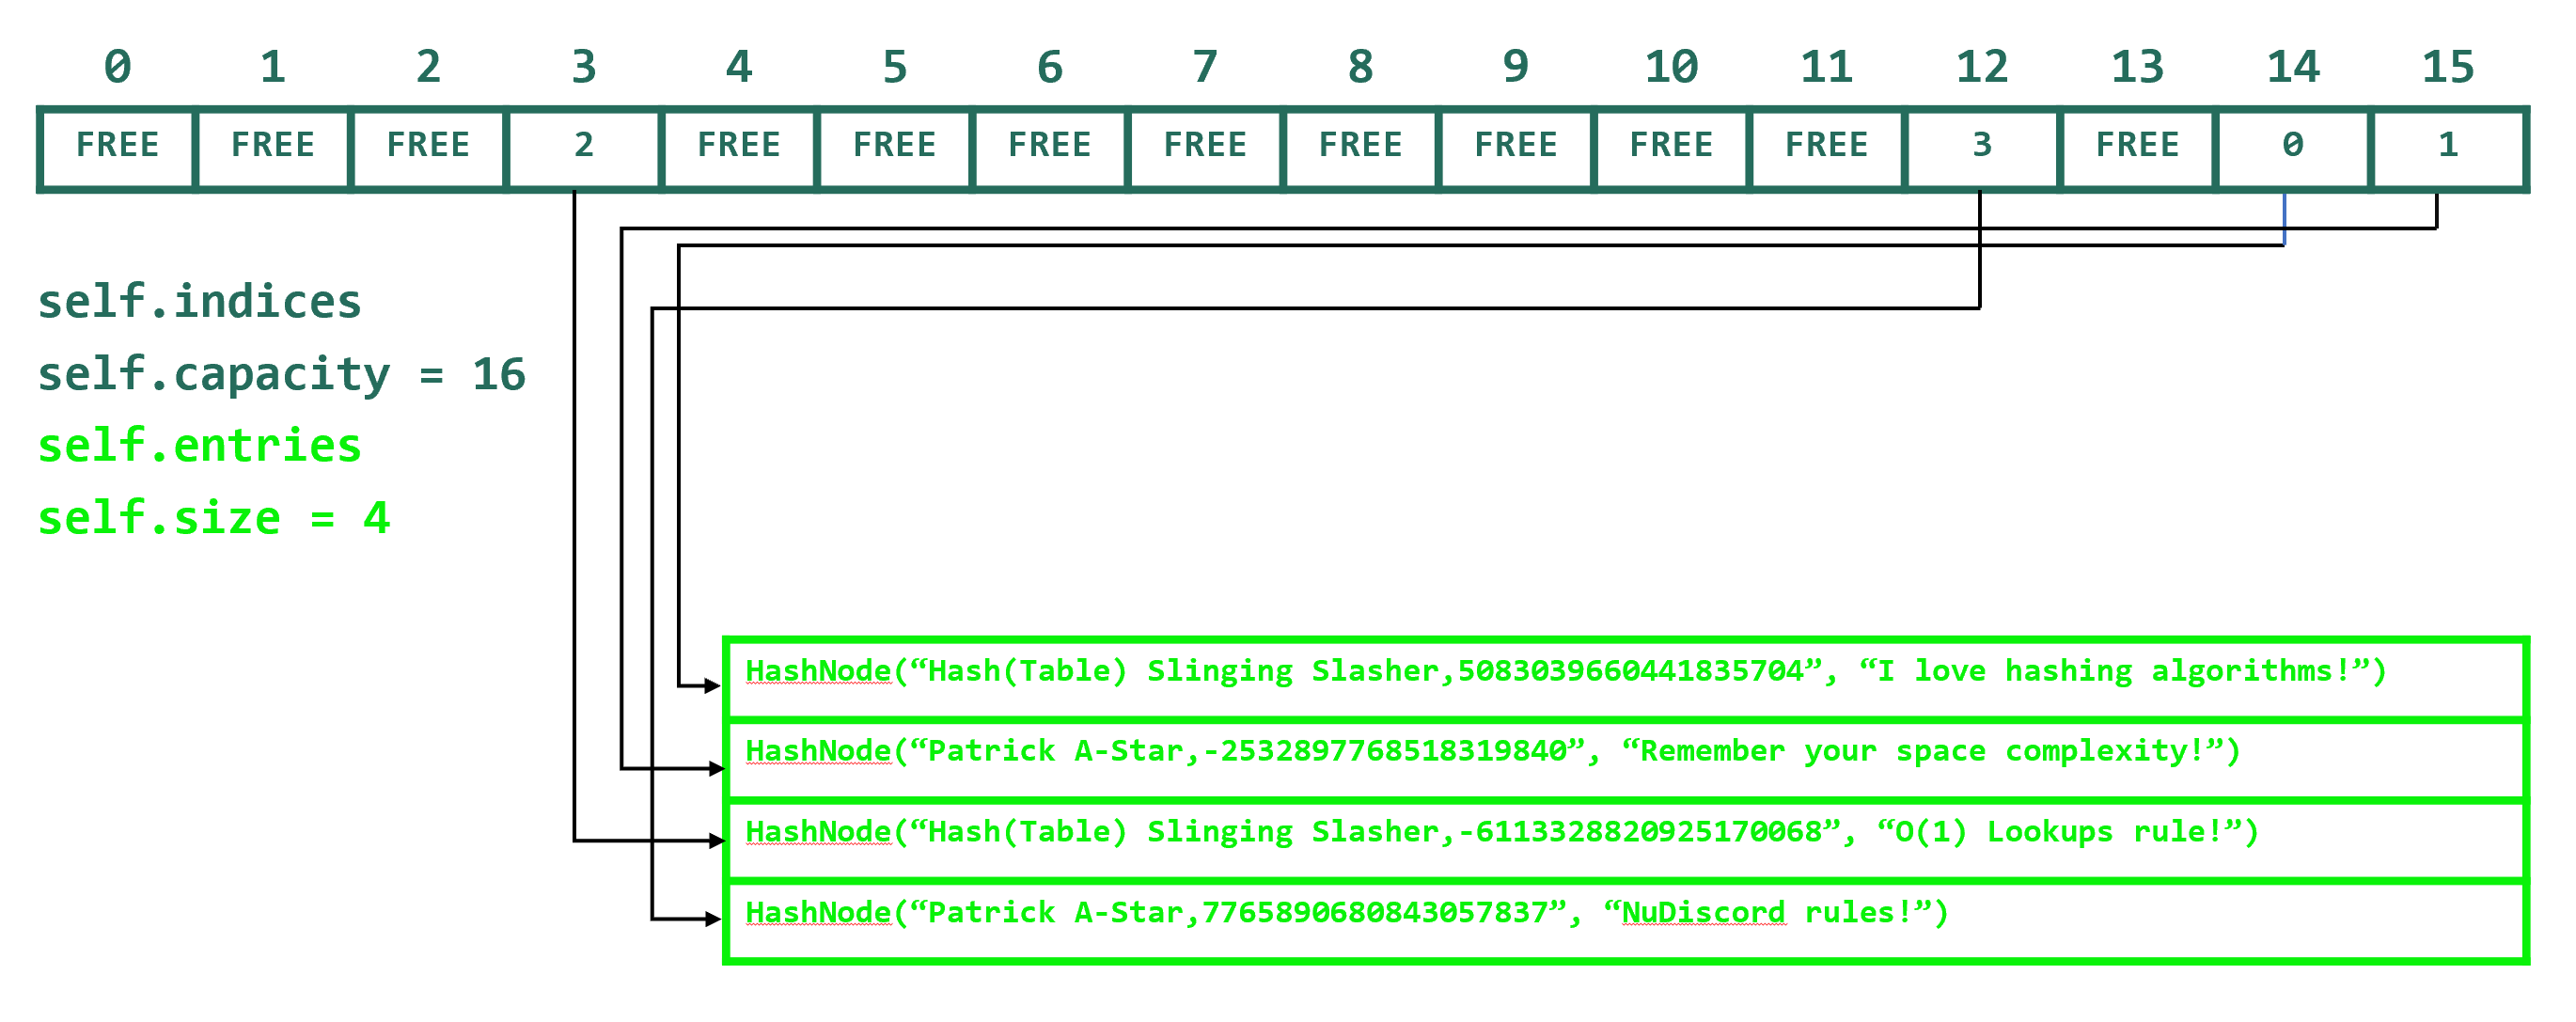 0 1 2 3 4 5 6 7 8 9 10 11 12 13 14 15
FREE FREE FREE 2 FREE FREE FREE FREE FREE FREE FREE FREE 3 FREE 0 1
self.indices
self.capacity = 16
self.entries
self.size = 4
HashNode(“Hash(Table) Slinging Slasher,5083039660441835704”, “I love hashing algorithms!”)
HashNode(“Patrick A-Star,-2532897768518319840”, “Remember your space complexity!”)
HashNode(“Hash(Table) Slinging Slasher,-6113328820925170068”, “O(1) Lookups rule!”)
HashNode(“Patrick A-Star,7765890680843057837”, “NuDiscord rules!”)